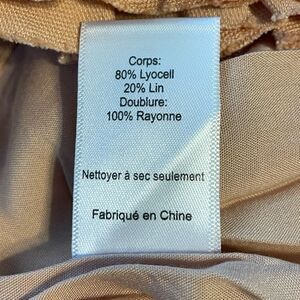 Corps:
80% Lyocell
20% Lin
Doublure:
100% Rayonne
Nettoyer à sec seulement
Fabriqué en Chine